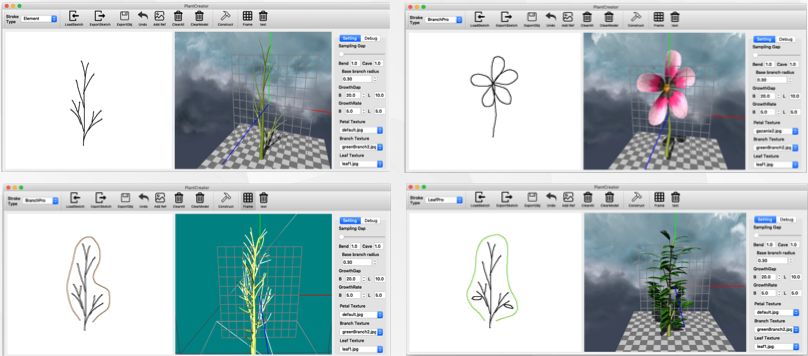 PlantCreator
Stroke Type Element LoadSketch ExportSketch ExportObj Undo Add Ref ClearAll ClearModel Construct Frame text
Setting Debug
Sampling Gap
Bend 1.0 Cave 1.0
Base branch radius
0.30
GrowthGap
B 20.0 L 10.0
GrowthRate
B 5.0 L 5.0
Petal Texture
default.jpg
Branch Texture
greenBranch2.jpg
Leaf Texture
leaf1.jpg
PlantCreator
Stroke Type BranchPro LoadSketch ExportSketch ExportObj Undo Add Ref ClearAll ClearModel Construct Frame text
Setting Debug
Sampling Gap
Bend 1.0 Cave 1.0
Base branch radius
0.30
GrowthGap
B 20.0 L 10.0
GrowthRate
B 5.0 L 5.0
Petal Texture
gazania2.jpg
Branch Texture
greenBranch2.jpg
Leaf Texture
leaf1.jpg
PlantCreator
Stroke Type BranchPro LoadSketch ExportSketch ExportObj Undo Add Ref ClearAll ClearModel Construct Frame text
Setting Debug
Sampling Gap
Bend 1.0 Cave 1.0
Base branch radius
0.30
GrowthGap
B 20.0 L 10.0
GrowthRate
B 5.0 L 5.0
Petal Texture
default.jpg
Branch Texture
greenBranch2.jpg
Leaf Texture
leaf1.jpg
PlantCreator
Stroke Type LeafPro LoadSketch ExportSketch ExportObj Undo Add Ref ClearAll ClearModel Construct Frame text
Setting Debug
Sampling Gap
Bend 1.0 Cave 1.0
Base branch radius
0.30
GrowthGap
B 20.0 L 10.0
GrowthRate
B 5.0 L 5.0
Petal Texture
default.jpg
Branch Texture
greenBranch2.jpg
Leaf Texture
leaf1.jpg